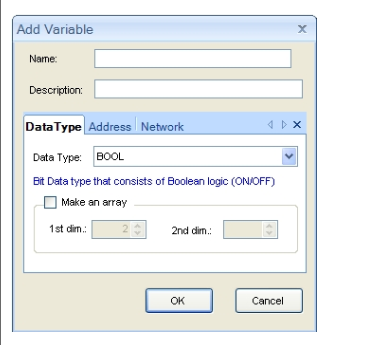 Add Variable
Name:
Description:
DataType Address Network
Data Type: BOOL
Bit Data type that consists of Boolean logic (ON/OFF)
Make an array
1st dim.: 2 2nd dim.:
OK Cancel